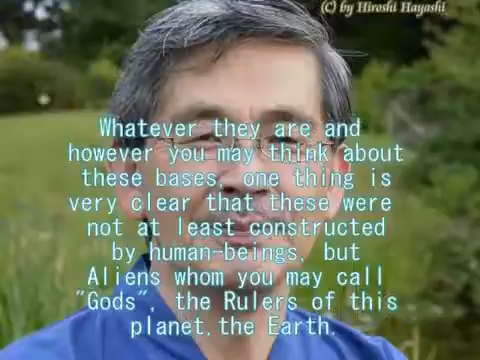 (C) by Hiroshi Hayashi
Whatever they are and
however you may think about
these bases, one thing is
very clear that these were
not at least constructed
by human-beings, but
Aliens whom you may call
"Gods", the Rulers of this
planet,the Earth.